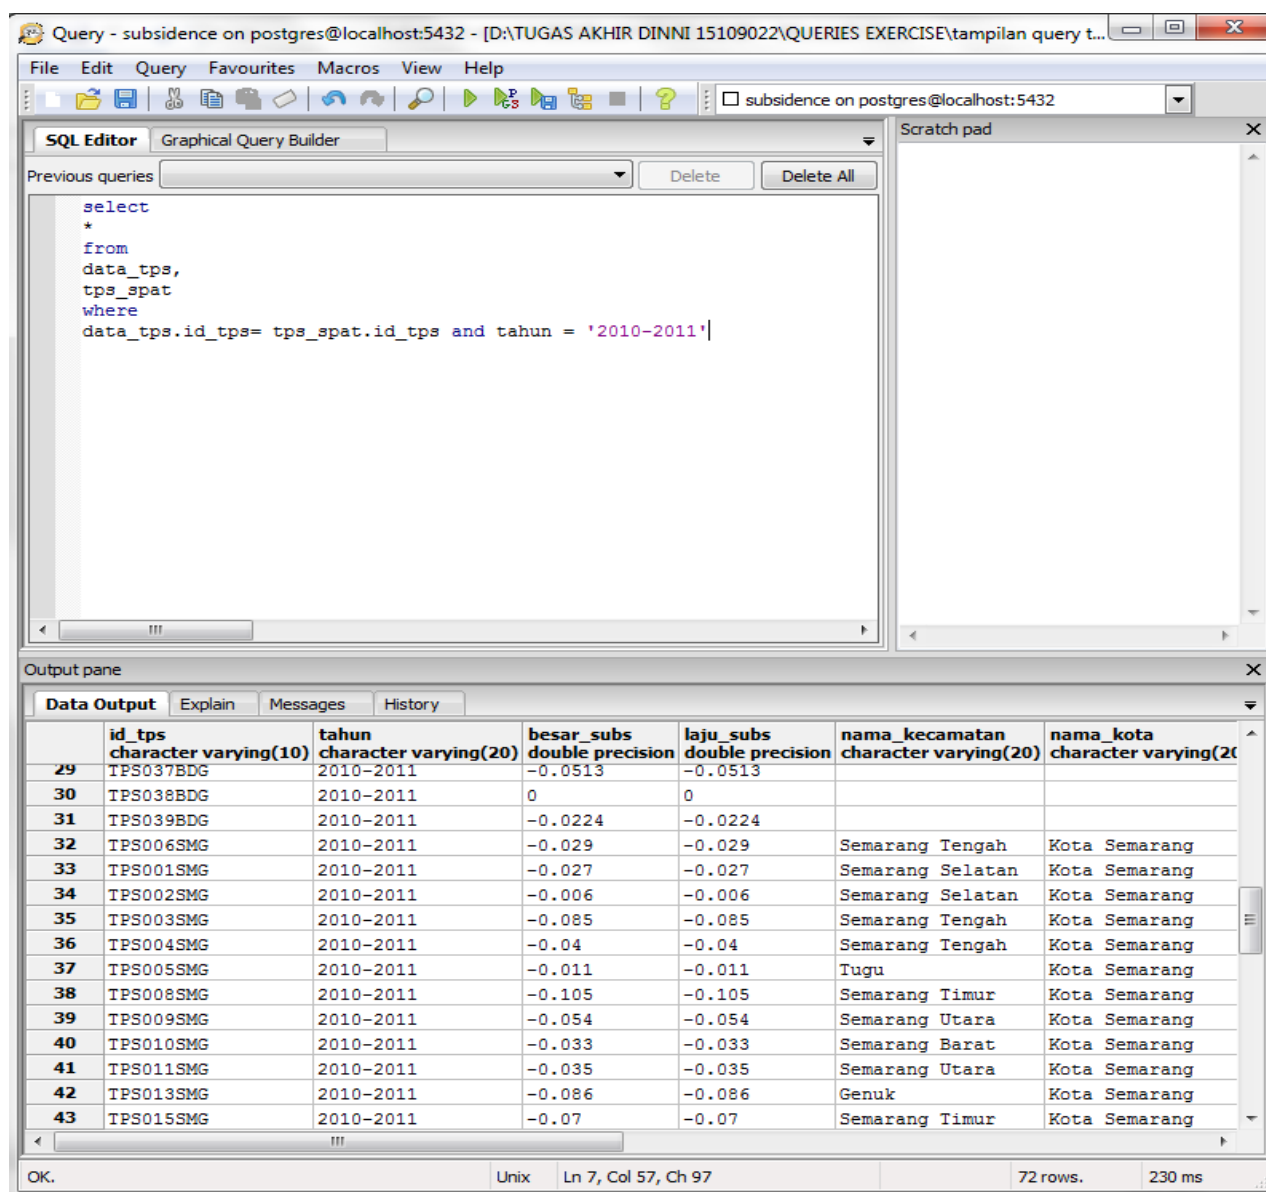 Query - subsidence on postgres@localhost:5432 - [D:\TUGAS AKHIR DINNI 15109022\QUERIES EXERCISE\tampilan query t...
File Edit Query Favourites Macros View Help
subsidence on postgres@localhost:5432
SQL Editor Graphical Query Builder
Previous queries Delete Delete All
select
*
from
data_tps,
tps_spat
where
data_tps.id_tps= tps_spat.id_tps and tahun = '2010-2011'
Scratch pad
Output pane
Data Output Explain Messages History
id_tps tahun besar_subs laju_subs nama_kecamatan nama_kota
character varying(10) character varying(20) double precision double precision character varying(20) character varying(20
29 TPS037BDG 2010-2011 -0.0513 -0.0513
30 TPS038BDG 2010-2011 0 0
31 TPS039BDG 2010-2011 -0.0224 -0.0224
32 TPS006SMG 2010-2011 -0.029 -0.029 Semarang Tengah Kota Semarang
33 TPS001SMG 2010-2011 -0.027 -0.027 Semarang Selatan Kota Semarang
34 TPS002SMG 2010-2011 -0.006 -0.006 Semarang Selatan Kota Semarang
35 TPS003SMG 2010-2011 -0.085 -0.085 Semarang Tengah Kota Semarang
36 TPS004SMG 2010-2011 -0.04 -0.04 Semarang Tengah Kota Semarang
37 TPS005SMG 2010-2011 -0.011 -0.011 Tugu Kota Semarang
38 TPS008SMG 2010-2011 -0.105 -0.105 Semarang Timur Kota Semarang
39 TPS009SMG 2010-2011 -0.054 -0.054 Semarang Utara Kota Semarang
40 TPS010SMG 2010-2011 -0.033 -0.033 Semarang Barat Kota Semarang
41 TPS011SMG 2010-2011 -0.035 -0.035 Semarang Utara Kota Semarang
42 TPS013SMG 2010-2011 -0.086 -0.086 Genuk Kota Semarang
43 TPS015SMG 2010-2011 -0.07 -0.07 Semarang Timur Kota Semarang
OK. Unix Ln 7, Col 57, Ch 97 72 rows. 230 ms